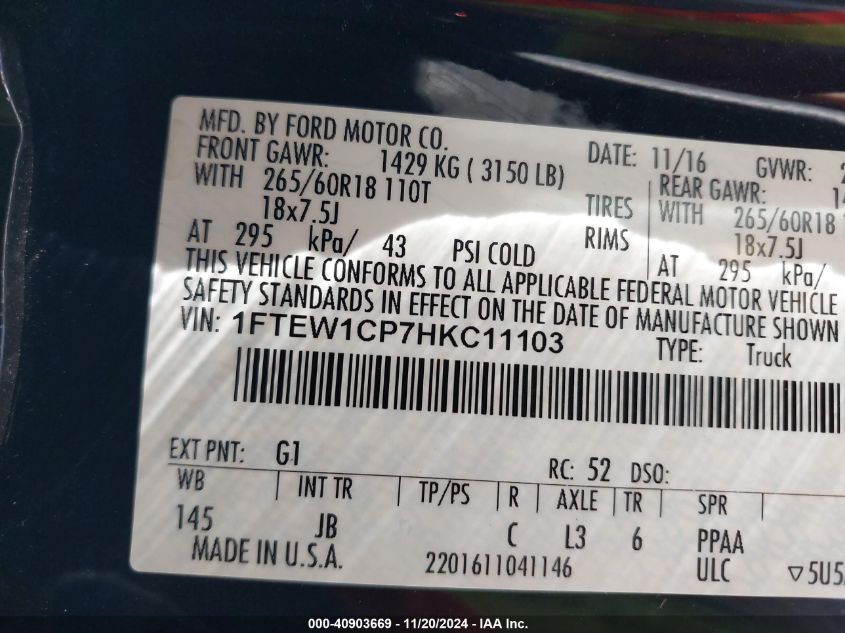 MFD. BY FORD MOTOR CO.
DATE: 11/16 GVWR:
FRONT GAWR: 1429 KG ( 3150 LB) REAR GAWR:
WITH 265/60R18 110T TIRES WITH 265/60R18
18x7.5J RIMS 18x7.5J
AT 295 kPa/ 43 PSI COLD AT 295 kPa/
THIS VEHICLE CONFORMS TO ALL APPLICABLE FEDERAL MOTOR VEHICLE
SAFETY STANDARDS IN EFFECT ON THE DATE OF MANUFACTURE SHOWN
VIN: 1FTEW1CP7HKC11103 TYPE: Truck
EXT PNT: G1 RC: 52 DSO:
WB INT TR TP/PS R AXLE TR SPR
145 JB C L3 6 PPAA
MADE IN U.S.A. 2201611041146 ULC ▽5U5
000-40903669 - 11/20/2024 - IAA Inc.